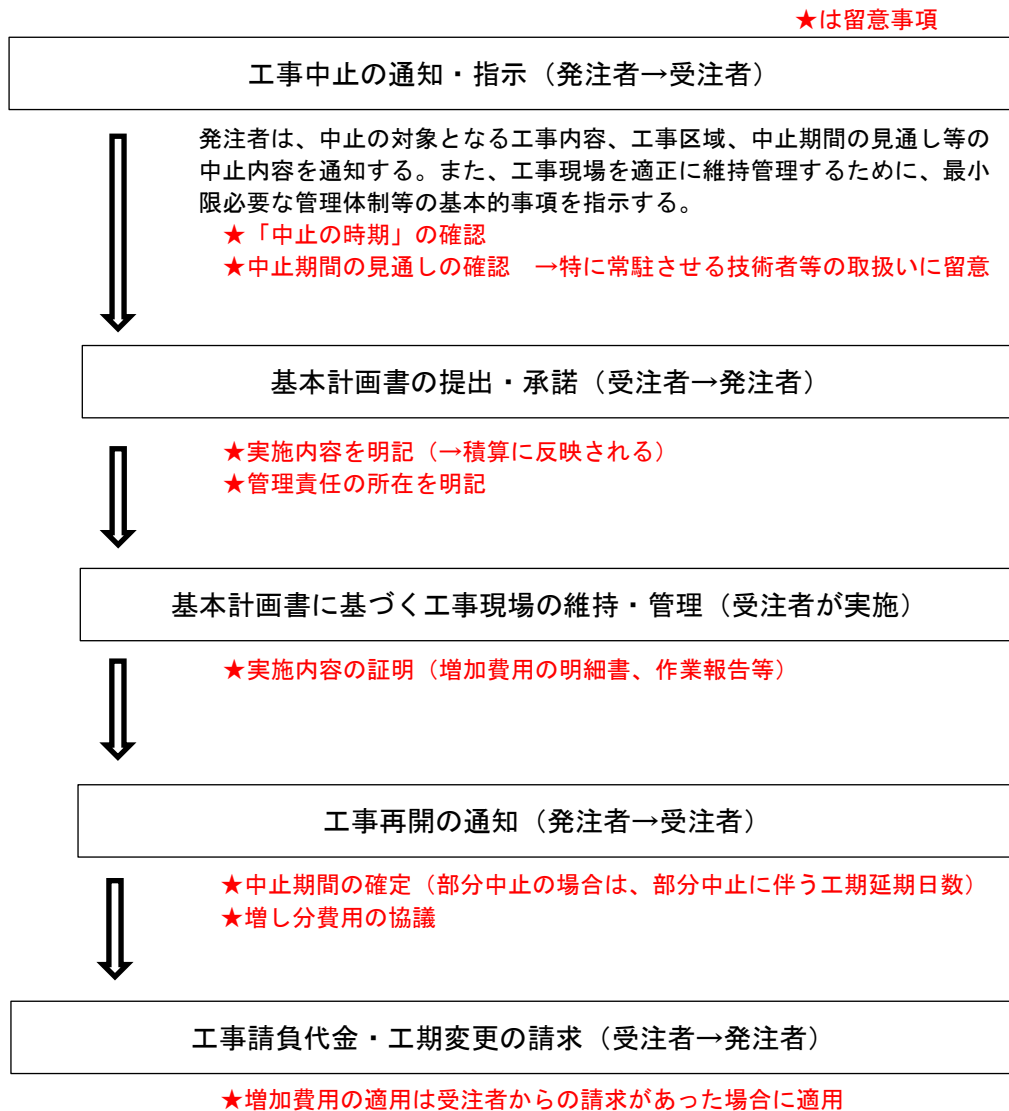 ★は留意事項
工事中止の通知・指示（発注者→受注者）
発注者は、中止の対象となる工事内容、工事区域、中止期間の見通し等の
中止内容を通知する。また、工事現場を適正に維持管理するために、最小
限必要な管理体制等の基本的事項を指示する。
★「中止の時期」の確認
★中止期間の見通しの確認　→特に常駐させる技術者等の取扱いに留意
基本計画書の提出・承諾（受注者→発注者）
★実施内容を明記（→積算に反映される）
★管理責任の所在を明記
基本計画書に基づく工事現場の維持・管理（受注者が実施）
★実施内容の証明（増加費用の明細書、作業報告等）
工事再開の通知（発注者→受注者）
★中止期間の確定（部分中止の場合は、部分中止に伴う工期延期日数）
★増し分費用の協議
工事請負代金・工期変更の請求（受注者→発注者）
★増加費用の適用は受注者からの請求があった場合に適用